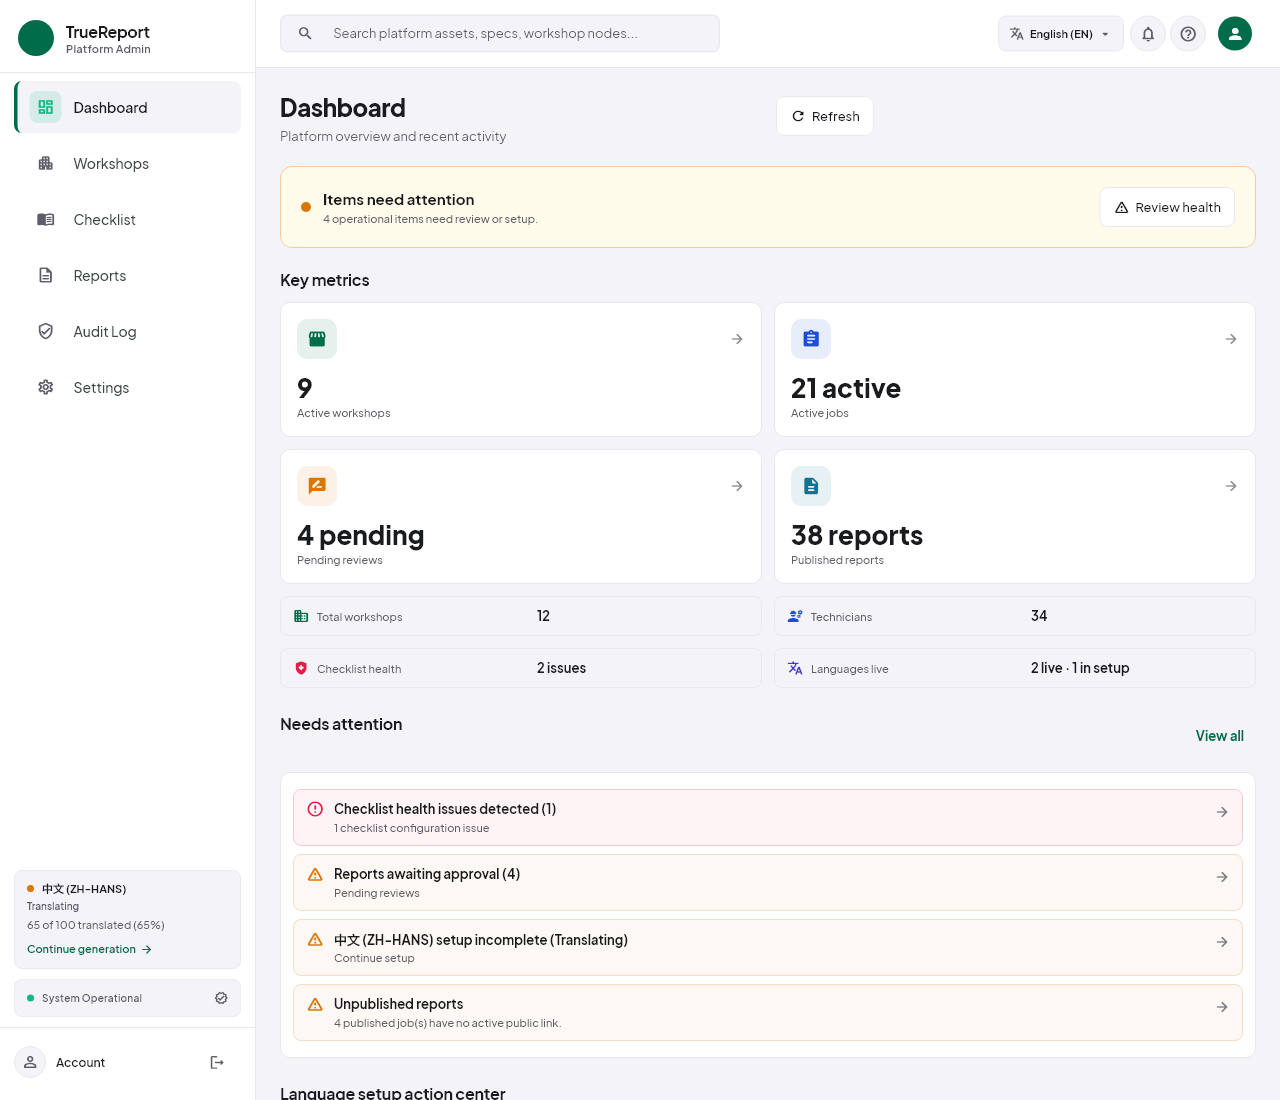 TrueReport
Platform Admin
Dashboard
Workshops
Checklist
Reports
Audit Log
Settings
中文 (ZH-HANS)
Translating
65 of 100 translated (65%)
Continue generation →
System Operational
Account
Search platform assets, specs, workshop nodes...
English (EN)
Dashboard
Platform overview and recent activity
Refresh
Items need attention
4 operational items need review or setup.
Review health
Key metrics
9
Active workshops
21 active
Active jobs
4 pending
Pending reviews
38 reports
Published reports
Total workshops 12
Technicians 34
Checklist health 2 issues
Languages live 2 live · 1 in setup
Needs attention
View all
Checklist health issues detected (1)
1 checklist configuration issue
Reports awaiting approval (4)
Pending reviews
中文 (ZH-HANS) setup incomplete (Translating)
Continue setup
Unpublished reports
4 published job(s) have no active public link.
Language setup action center